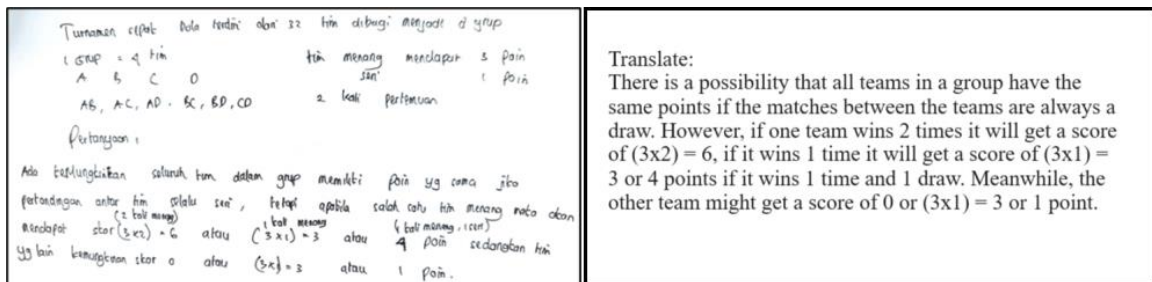 Turnamen sepak bola terdiri dari 32 tim dibagi menjadi 8 grup
1 grup = 4 tim
A B C D
AB, AC, AD. BC, BD, CD
tim menang mendapat 3 poin
seri 1 poin
2 kali pertemuan
Pertanyaan :
Ada kemungkinan seluruh tim dalam grup memiliki poin yg sama jika
pertandingan antar tim selalu seri, tetapi apabila salah satu tim menang maka akan
(2 kali menang) 1 kali menang (1 kali menang, 1 seri)
mendapat skor (3x2) = 6 atau (3x1) = 3 atau 4 poin sedangkan tim
yg lain kemungkinan skor 0 atau (3x1) = 3 atau 1 poin.
Translate:
There is a possibility that all teams in a group have the
same points if the matches between the teams are always a
draw. However, if one team wins 2 times it will get a score
of (3x2) = 6, if it wins 1 time it will get a score of (3x1) =
3 or 4 points if it wins 1 time and 1 draw. Meanwhile, the
other team might get a score of 0 or (3x1) = 3 or 1 point.